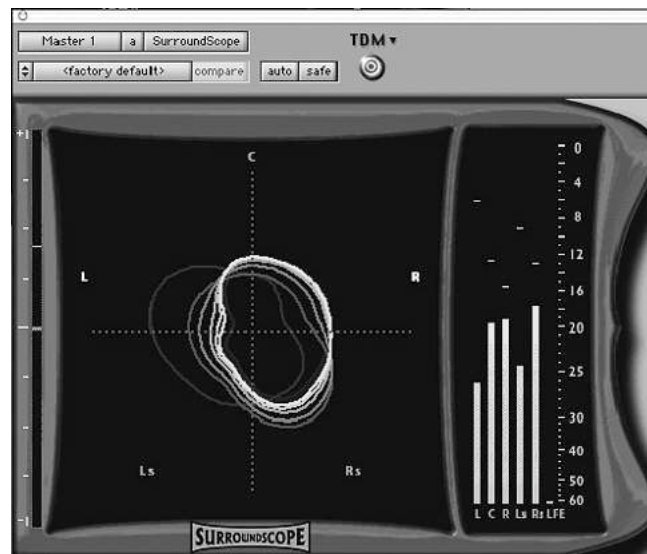 Master 1 a SurroundScope TDM
<factory default> compare auto safe
+1
C
L R
Ls Rs
-1
0
4
8
12
16
20
25
30
40
50
60
L C R Ls Rs LFE
SURROUNDSCOPE